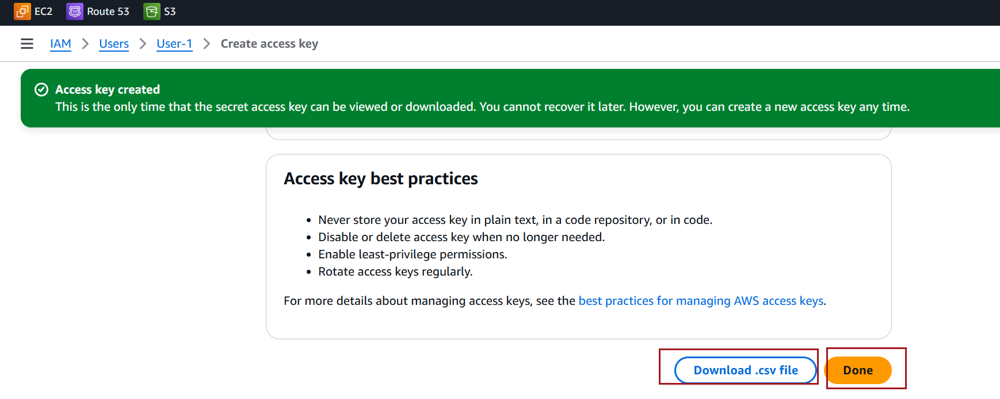 EC2 Route 53 S3
IAM Users User-1 Create access key
Access key created
This is the only time that the secret access key can be viewed or downloaded. You cannot recover it later. However, you can create a new access key any time.
Access key best practices
Never store your access key in plain text, in a code repository, or in code.
Disable or delete access key when no longer needed.
Enable least-privilege permissions.
Rotate access keys regularly.
For more details about managing access keys, see the best practices for managing AWS access keys.
Download .csv file Done